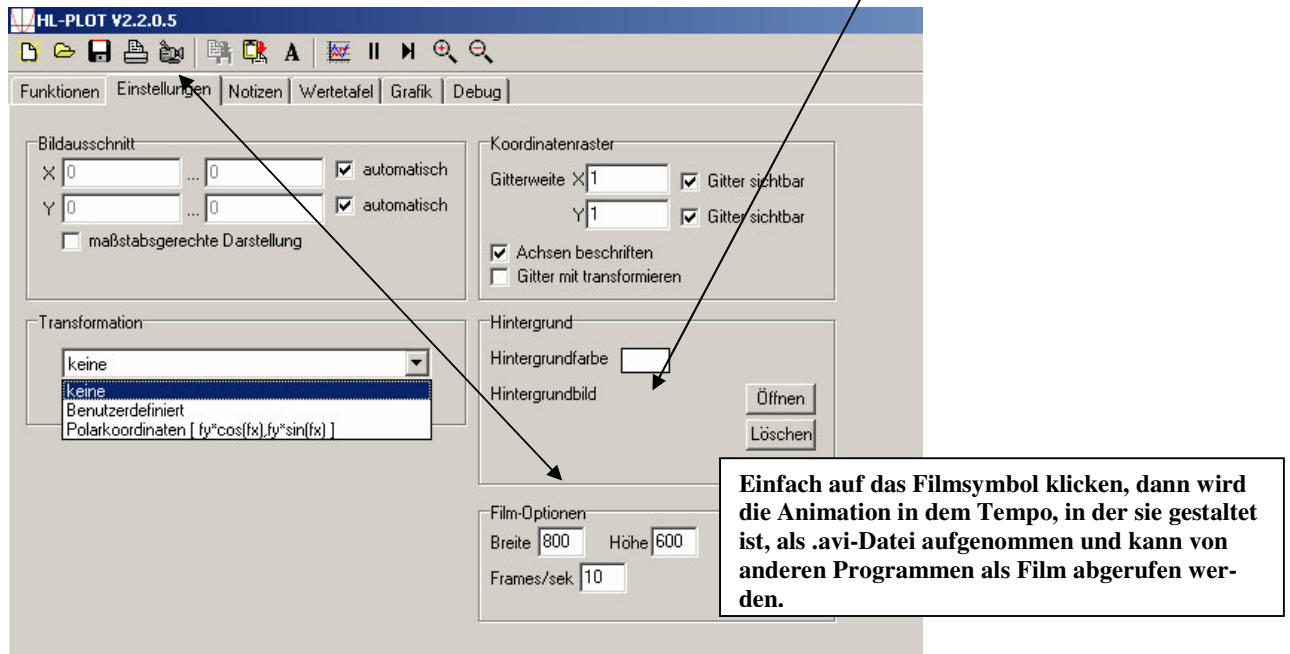 HL-PLOT V2.2.0.5
A
Funktionen Einstellungen Notizen Wertetafel Grafik Debug
Bildausschnitt
X 0 ... 0 automatisch
Y 0 ... 0 automatisch
maßstabsgerechte Darstellung
Koordinatenraster
Gitterweite X 1 Gitter sichtbar
Y 1 Gitter sichtbar
Achsen beschriften
Gitter mit transformieren
Transformation
keine
keine
Benutzerdefiniert
Polarkoordinaten [ fy*cos(fx),fy*sin(fx) ]
Hintergrund
Hintergrundfarbe
Hintergrundbild Öffnen
Löschen
Film-Optionen
Breite 800 Höhe 600
Frames/sek 10
Einfach auf das Filmsymbol klicken, dann wird
die Animation in dem Tempo, in der sie gestaltet
ist, als .avi-Datei aufgenommen und kann von
anderen Programmen als Film abgerufen wer-
den.